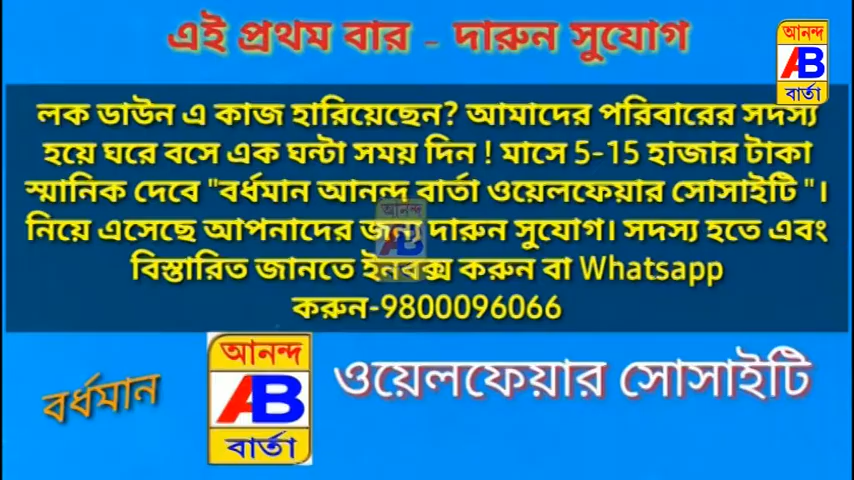 এই প্রথম বার - দারুন সুযোগ
আনন্দ
AB
বার্তা
লক ডাউন এ কাজ হারিয়েছেন? আমাদের পরিবারের সদস্য
হয়ে ঘরে বসে এক ঘন্টা সময় দিন ! মাসে 5-15 হাজার টাকা
স্মানিক দেবে "বর্ধমান আনন্দ বার্তা ওয়েলফেয়ার সোসাইটি "।
নিয়ে এসেছে আপনাদের জন্য দারুন সুযোগ। সদস্য হতে এবং
বিস্তারিত জানতে ইনবক্স করুন বা Whatsapp
করুন-9800096066
আনন্দ
AB
বর্ধমান
আনন্দ
AB
বার্তা
ওয়েলফেয়ার সোসাইটি